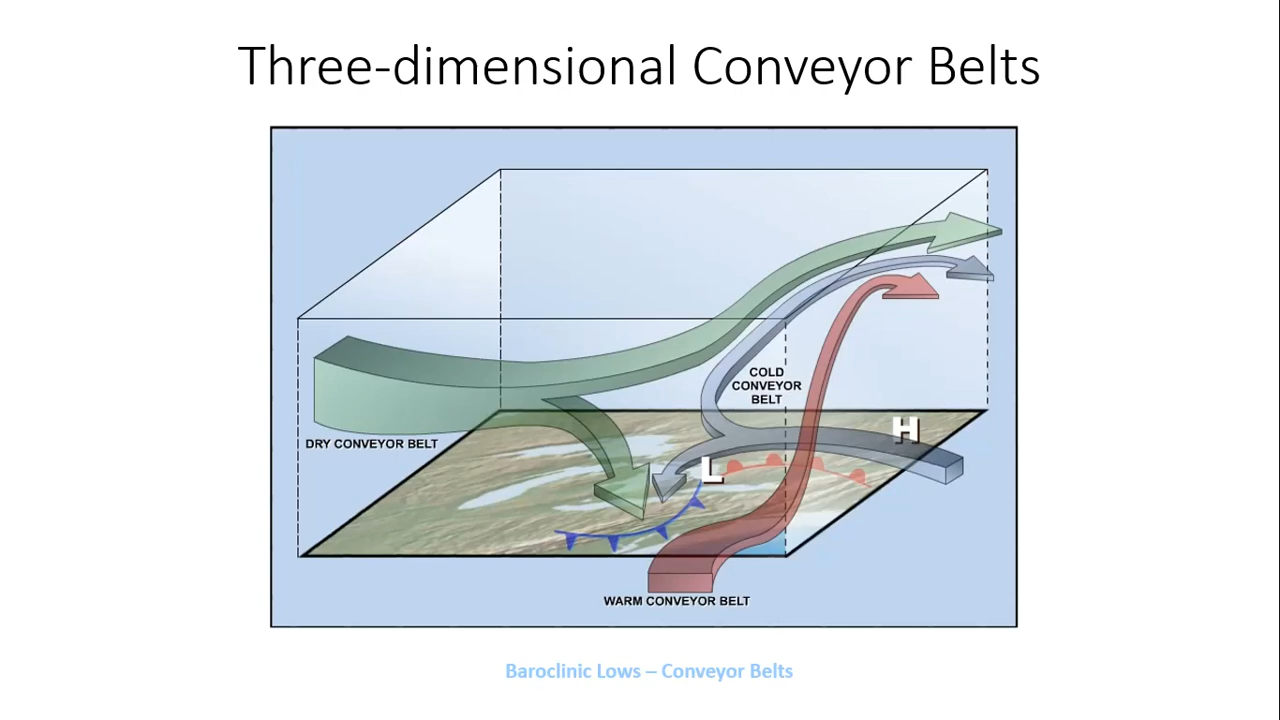 Three-dimensional Conveyor Belts
COLD
CONVEYOR
BELT
H
DRY CONVEYOR BELT
L
WARM CONVEYOR BELT
Baroclinic Lows – Conveyor Belts